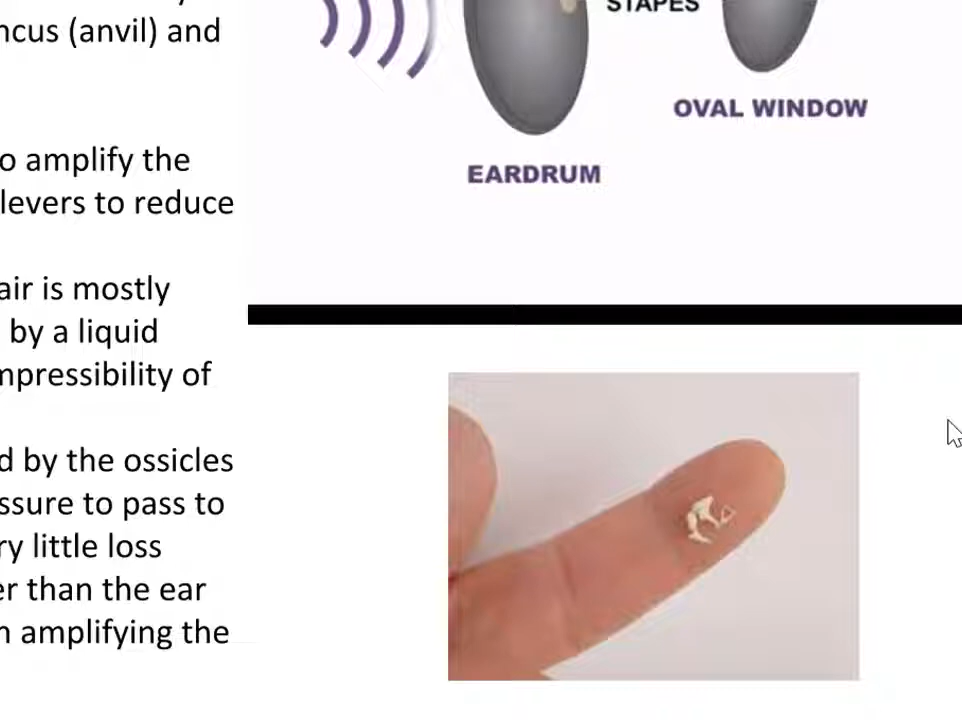 ncus (anvil) and
o amplify the
levers to reduce
air is mostly
by a liquid
mpressibility of
d by the ossicles
ssure to pass to
ry little loss
er than the ear
n amplifying the
STAPES
OVAL WINDOW
EARDRUM